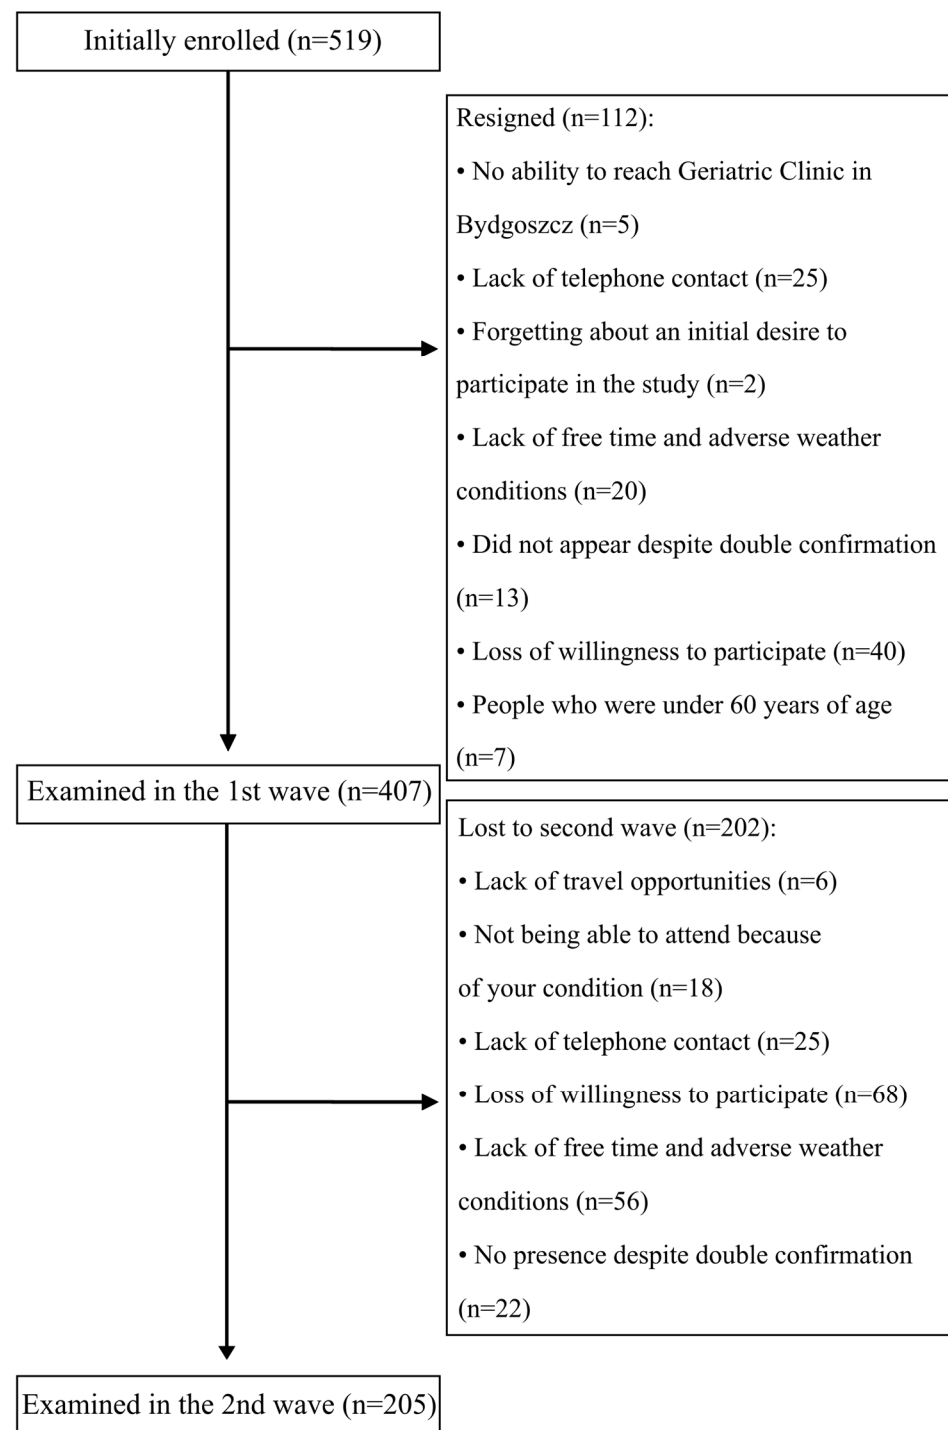 Initially enrolled (n=519)
Resigned (n=112):
• No ability to reach Geriatric Clinic in
Bydgoszcz (n=5)
• Lack of telephone contact (n=25)
• Forgetting about an initial desire to
participate in the study (n=2)
• Lack of free time and adverse weather
conditions (n=20)
• Did not appear despite double confirmation
(n=13)
• Loss of willingness to participate (n=40)
• People who were under 60 years of age
(n=7)
Examined in the 1st wave (n=407)
Lost to second wave (n=202):
• Lack of travel opportunities (n=6)
• Not being able to attend because
of your condition (n=18)
• Lack of telephone contact (n=25)
• Loss of willingness to participate (n=68)
• Lack of free time and adverse weather
conditions (n=56)
• No presence despite double confirmation
(n=22)
Examined in the 2nd wave (n=205)